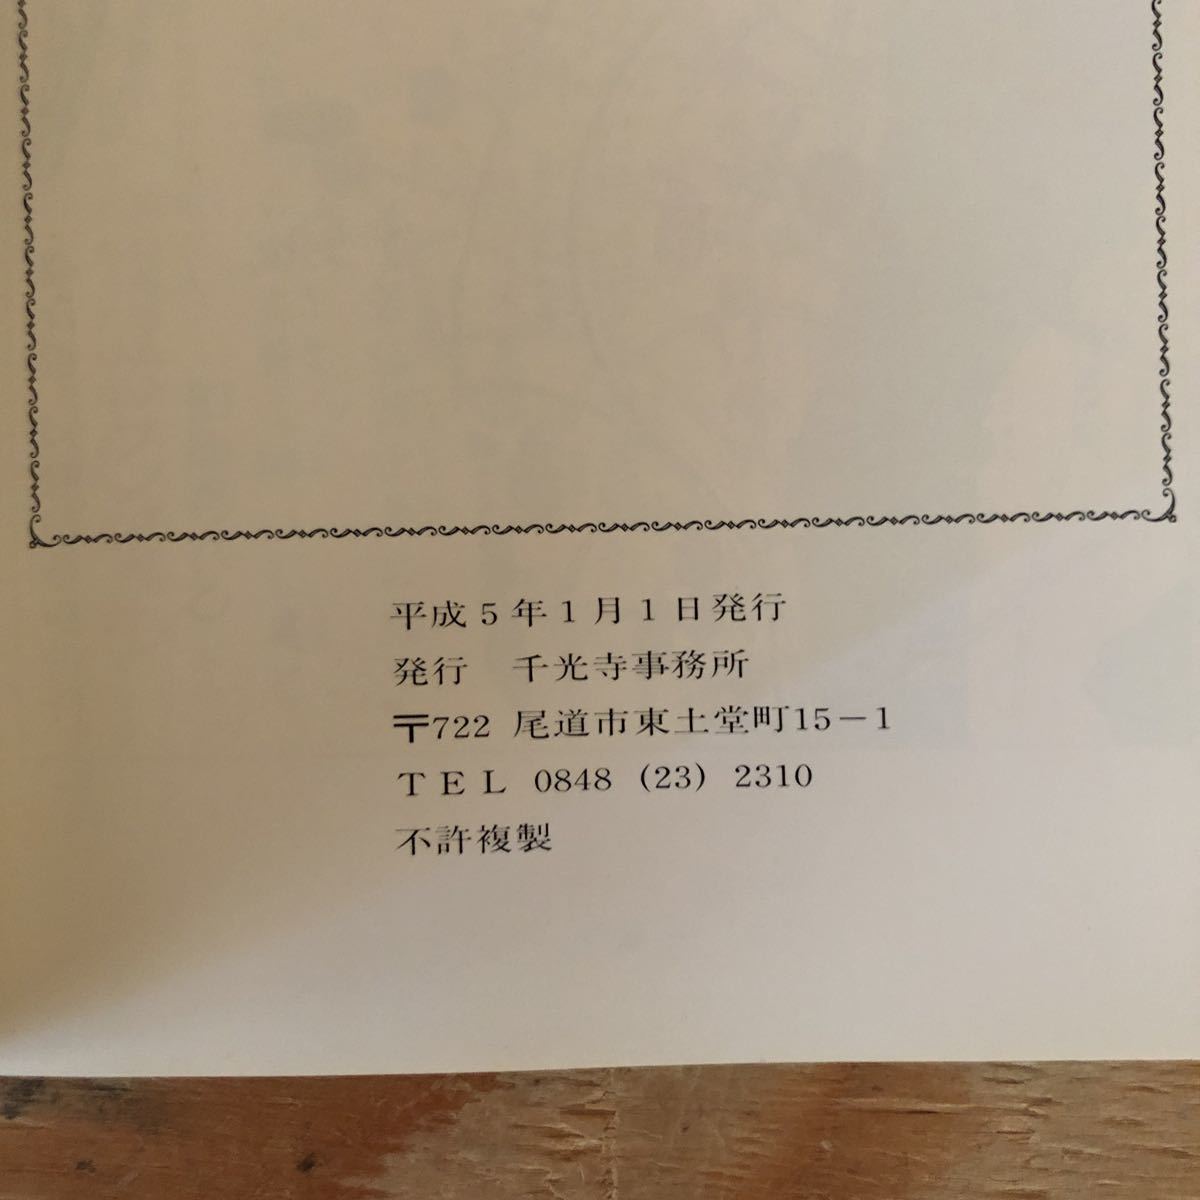 平成5年1月1日発行
発行　千光寺事務所
〒722 尾道市東土堂町15−1
TEL 0848 (23) 2310
不許複製